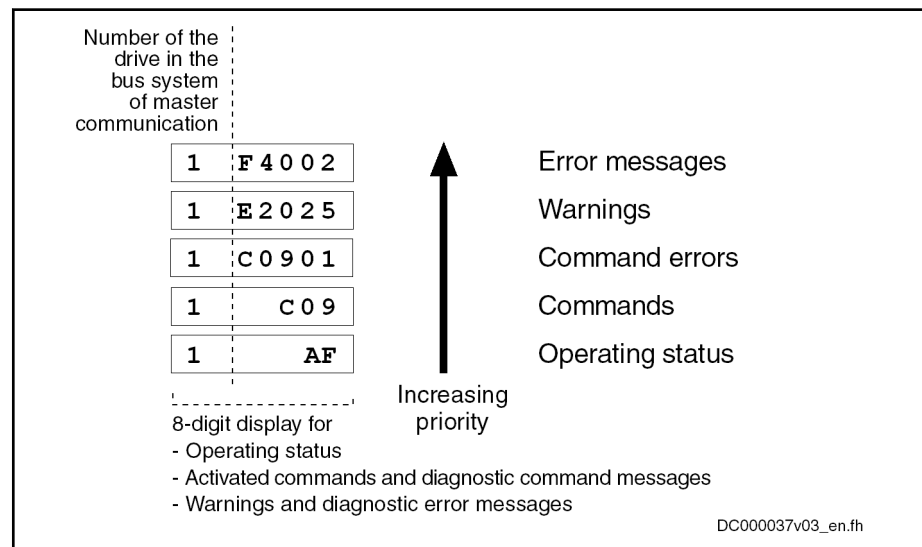 Number of the
drive in the
bus system
of master
communication
1 F4002 Error messages
1 E2025 Warnings
1 C0901 Command errors
1 C09 Commands
1 AF Operating status
Increasing
priority
8-digit display for
- Operating status
- Activated commands and diagnostic command messages
- Warnings and diagnostic error messages
DC000037v03_en.fh